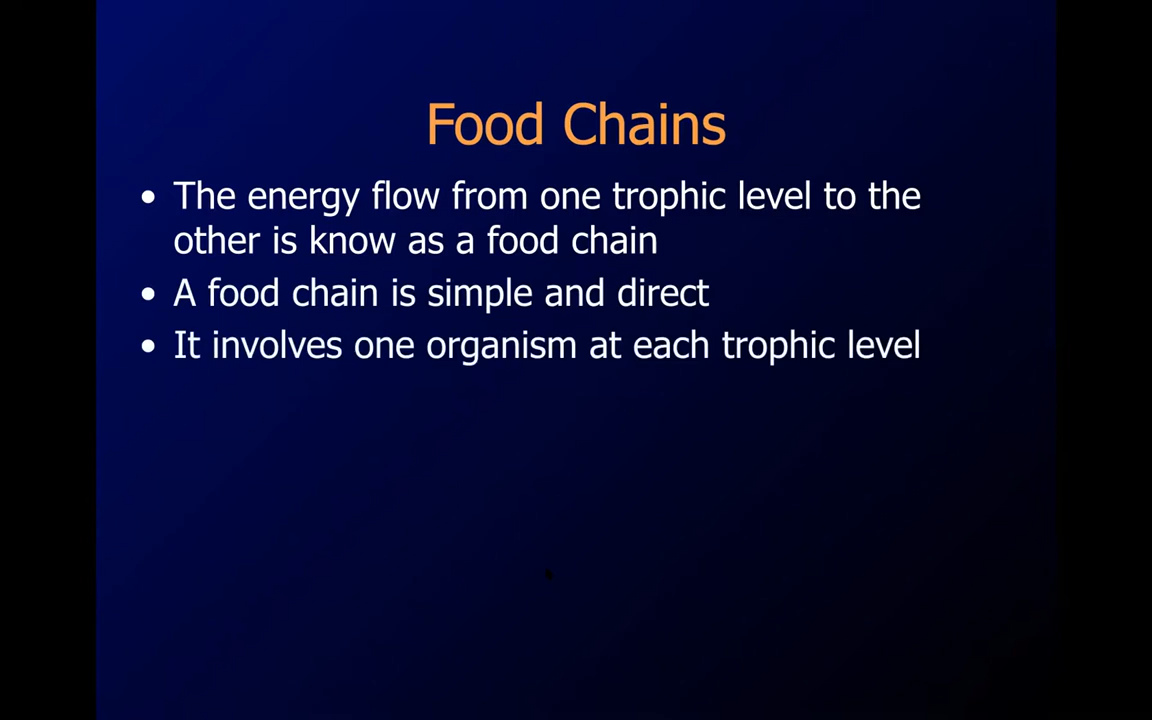 Food Chains
• The energy flow from one trophic level to the
other is know as a food chain
• A food chain is simple and direct
• It involves one organism at each trophic level